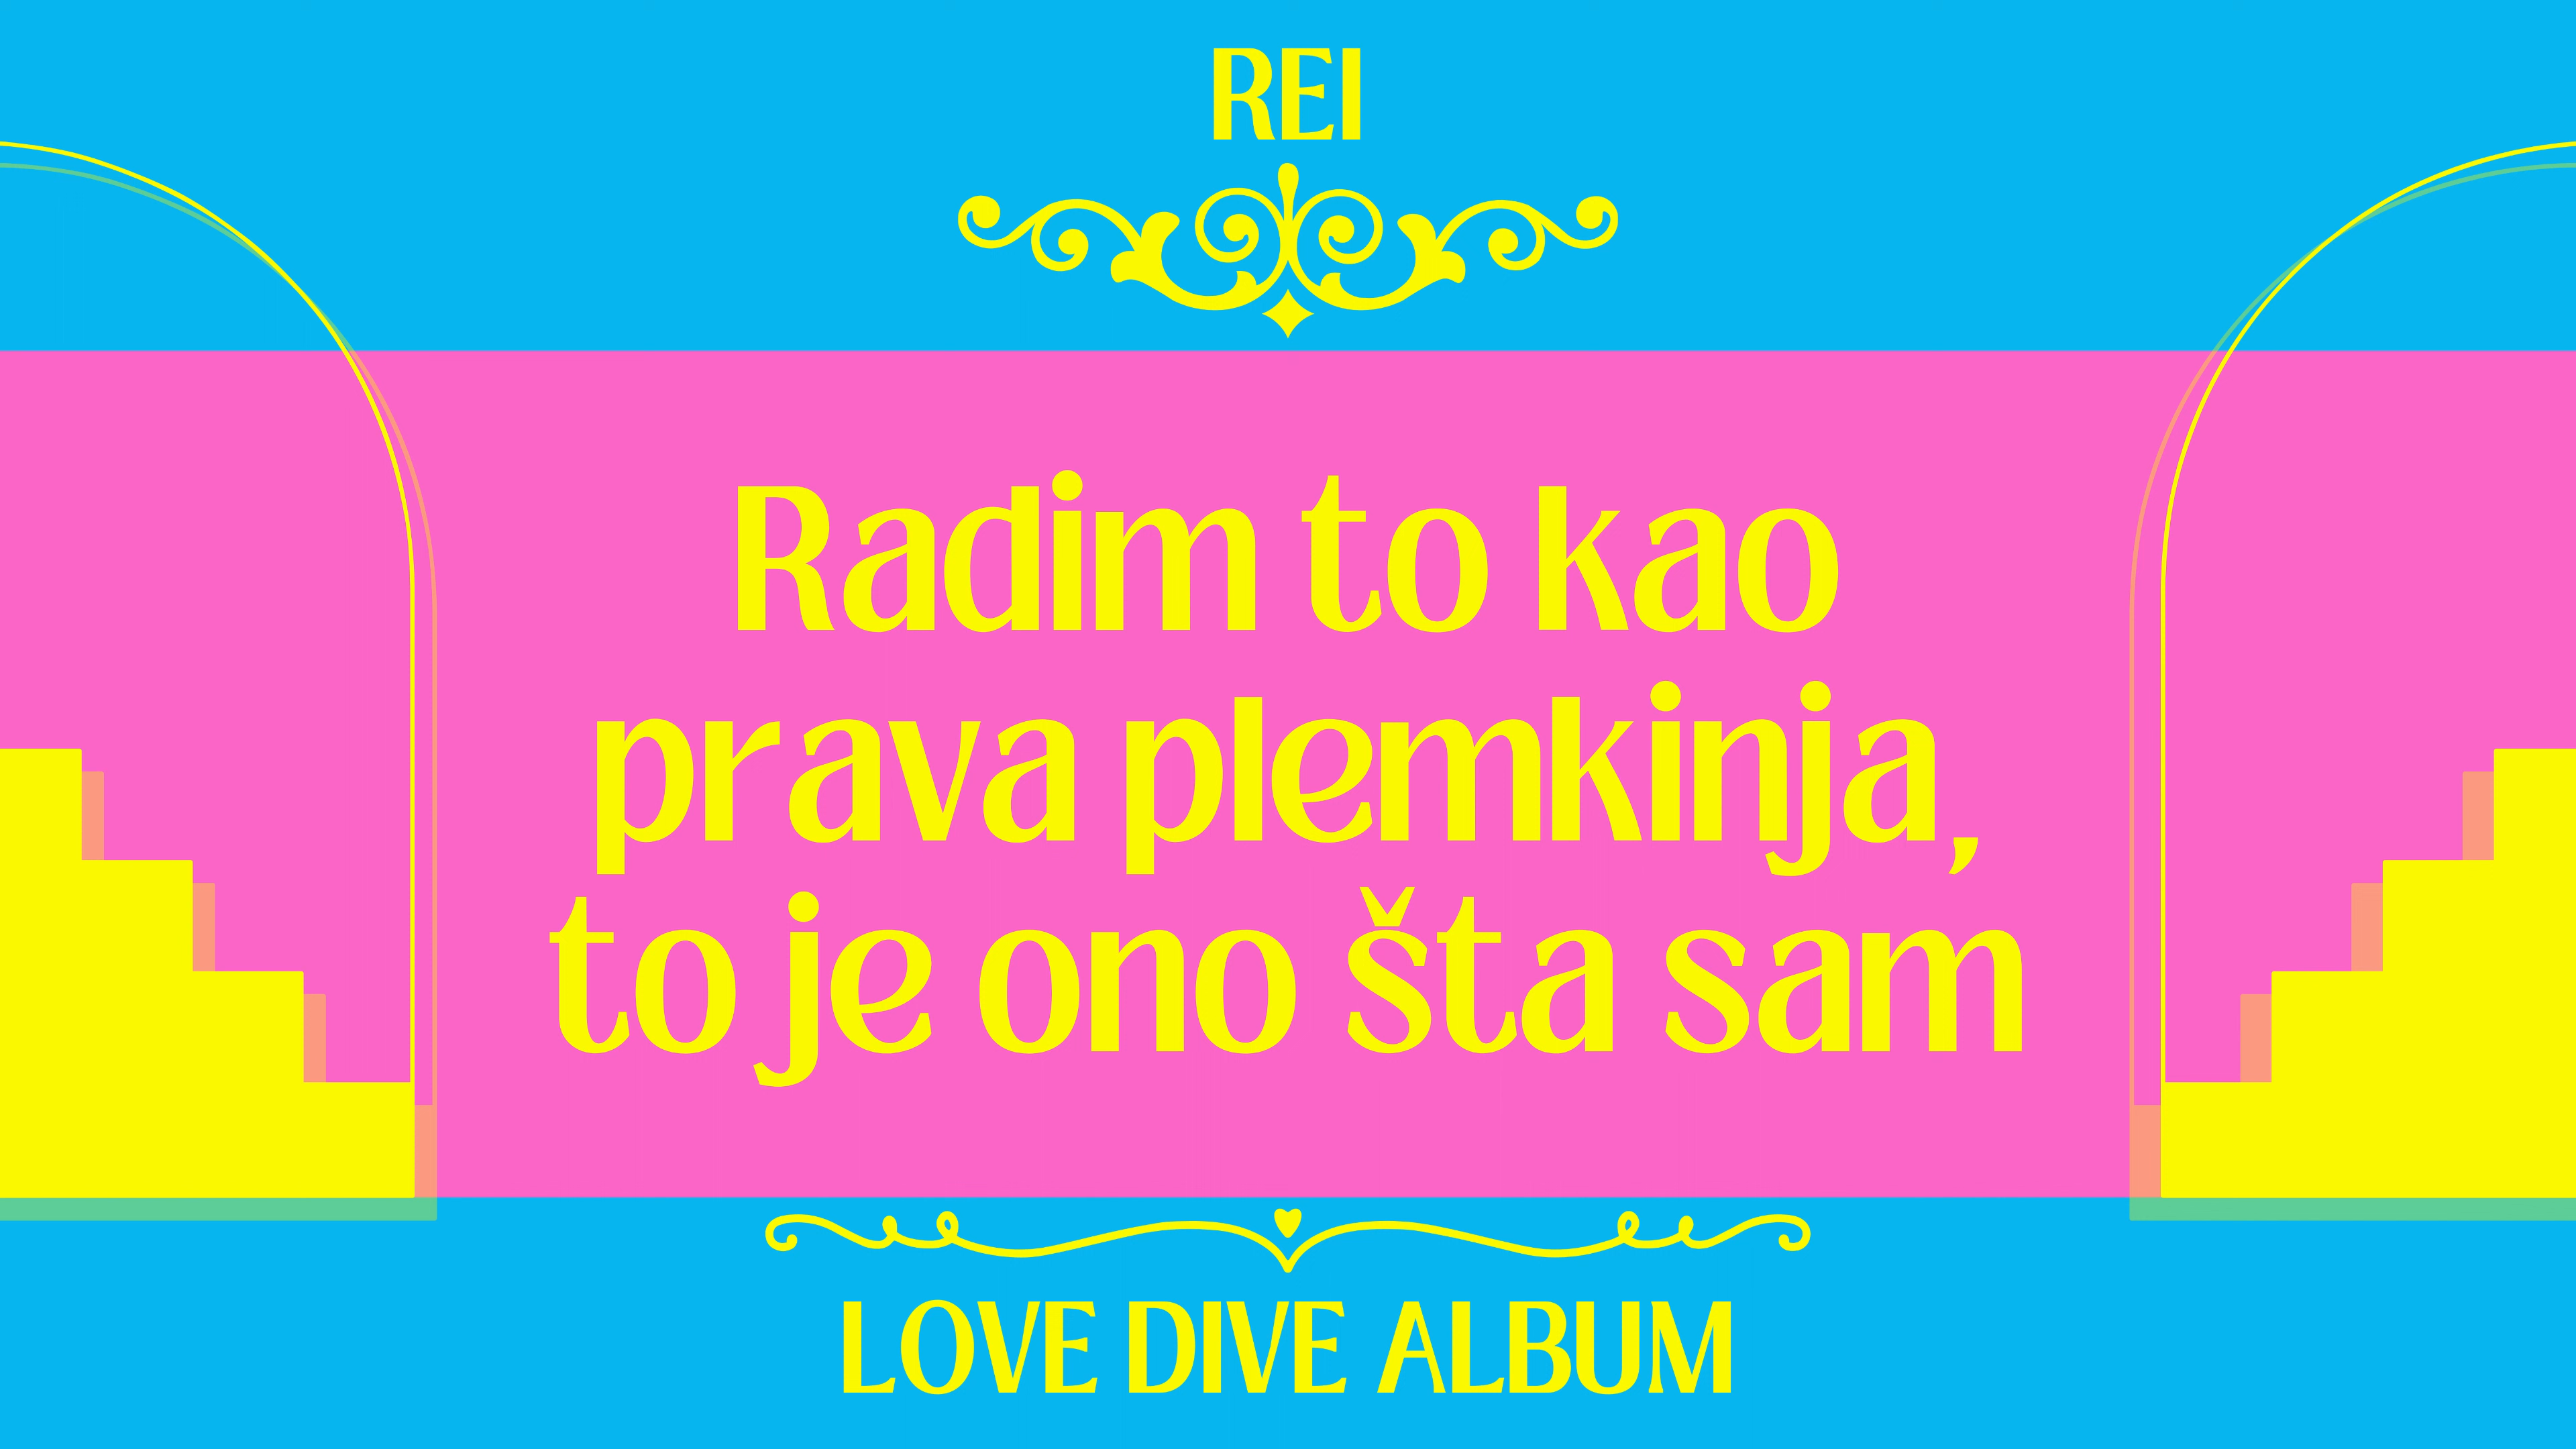 REI
Radim to kao
prava plemkinja,
to je ono šta sam
LOVE DIVE ALBUM